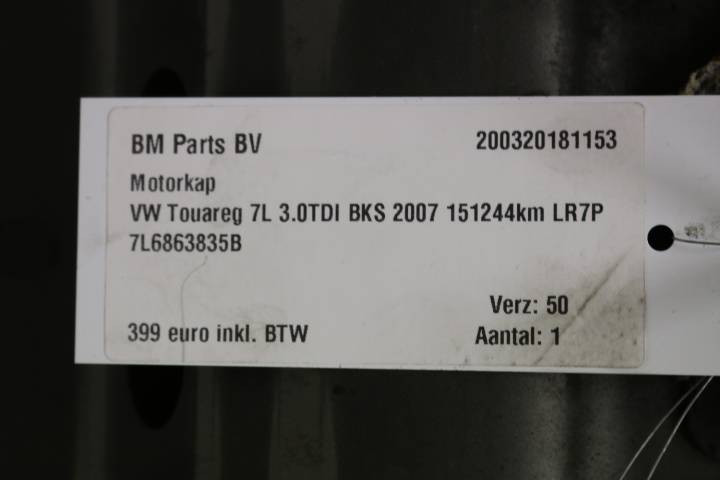 BM Parts BV 200320181153
Motorkap
VW Touareg 7L 3.0TDI BKS 2007 151244km LR7P
7L6863835B
Verz: 50
399 euro inkl. BTW Aantal: 1